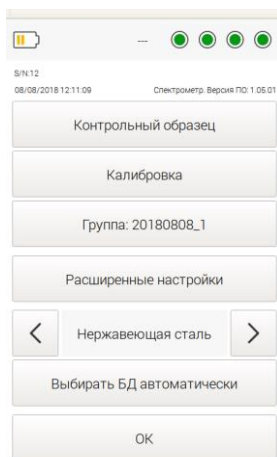 ---
S/N:12
08/08/2018 12:11:09 Спектрометр. Версия ПО: 1.05.01
Контрольный образец
Калибровка
Группа: 20180808_1
Расширенные настройки
< Нержавеющая сталь >
Выбирать БД автоматически
OK